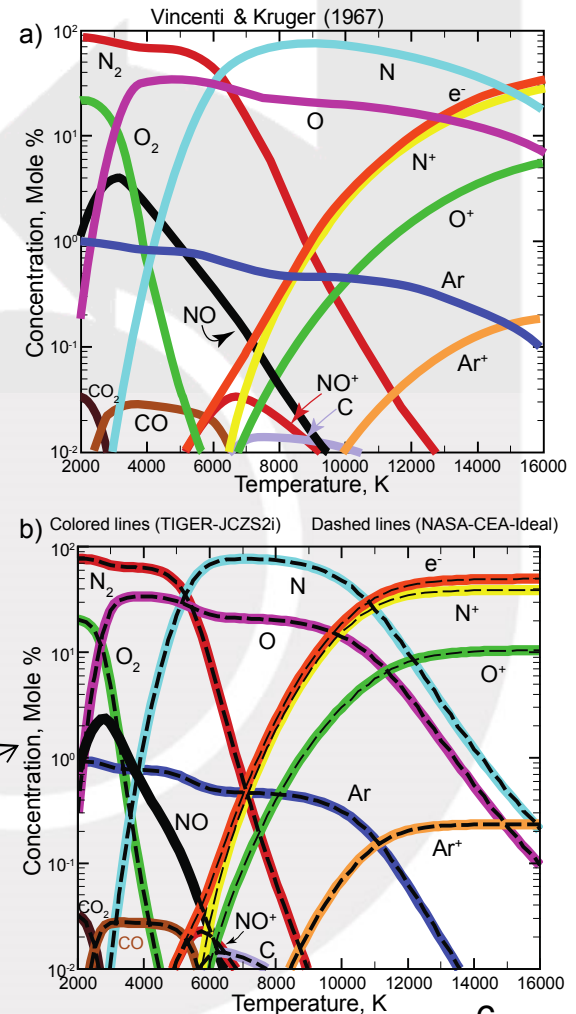 Vincenti & Kruger (1967)
a)
10²
10¹
10⁰
10⁻¹
10⁻²
Concentration, Mole %
N₂
O₂
N
O
e⁻
N⁺
O⁺
Ar
Ar⁺
NO
NO⁺
C
CO₂
CO
2000 4000 6000 8000 10000 12000 14000 16000
Temperature, K
b) Colored lines (TIGER-JCZS2i) Dashed lines (NASA-CEA-Ideal)
10²
10¹
10⁰
10⁻¹
10⁻²
Concentration, Mole %
N₂
O₂
N
O
e⁻
N⁺
O⁺
Ar
Ar⁺
NO
NO⁺
C
CO₂
CO
2000 4000 6000 8000 10000 12000 14000 16000
Temperature, K